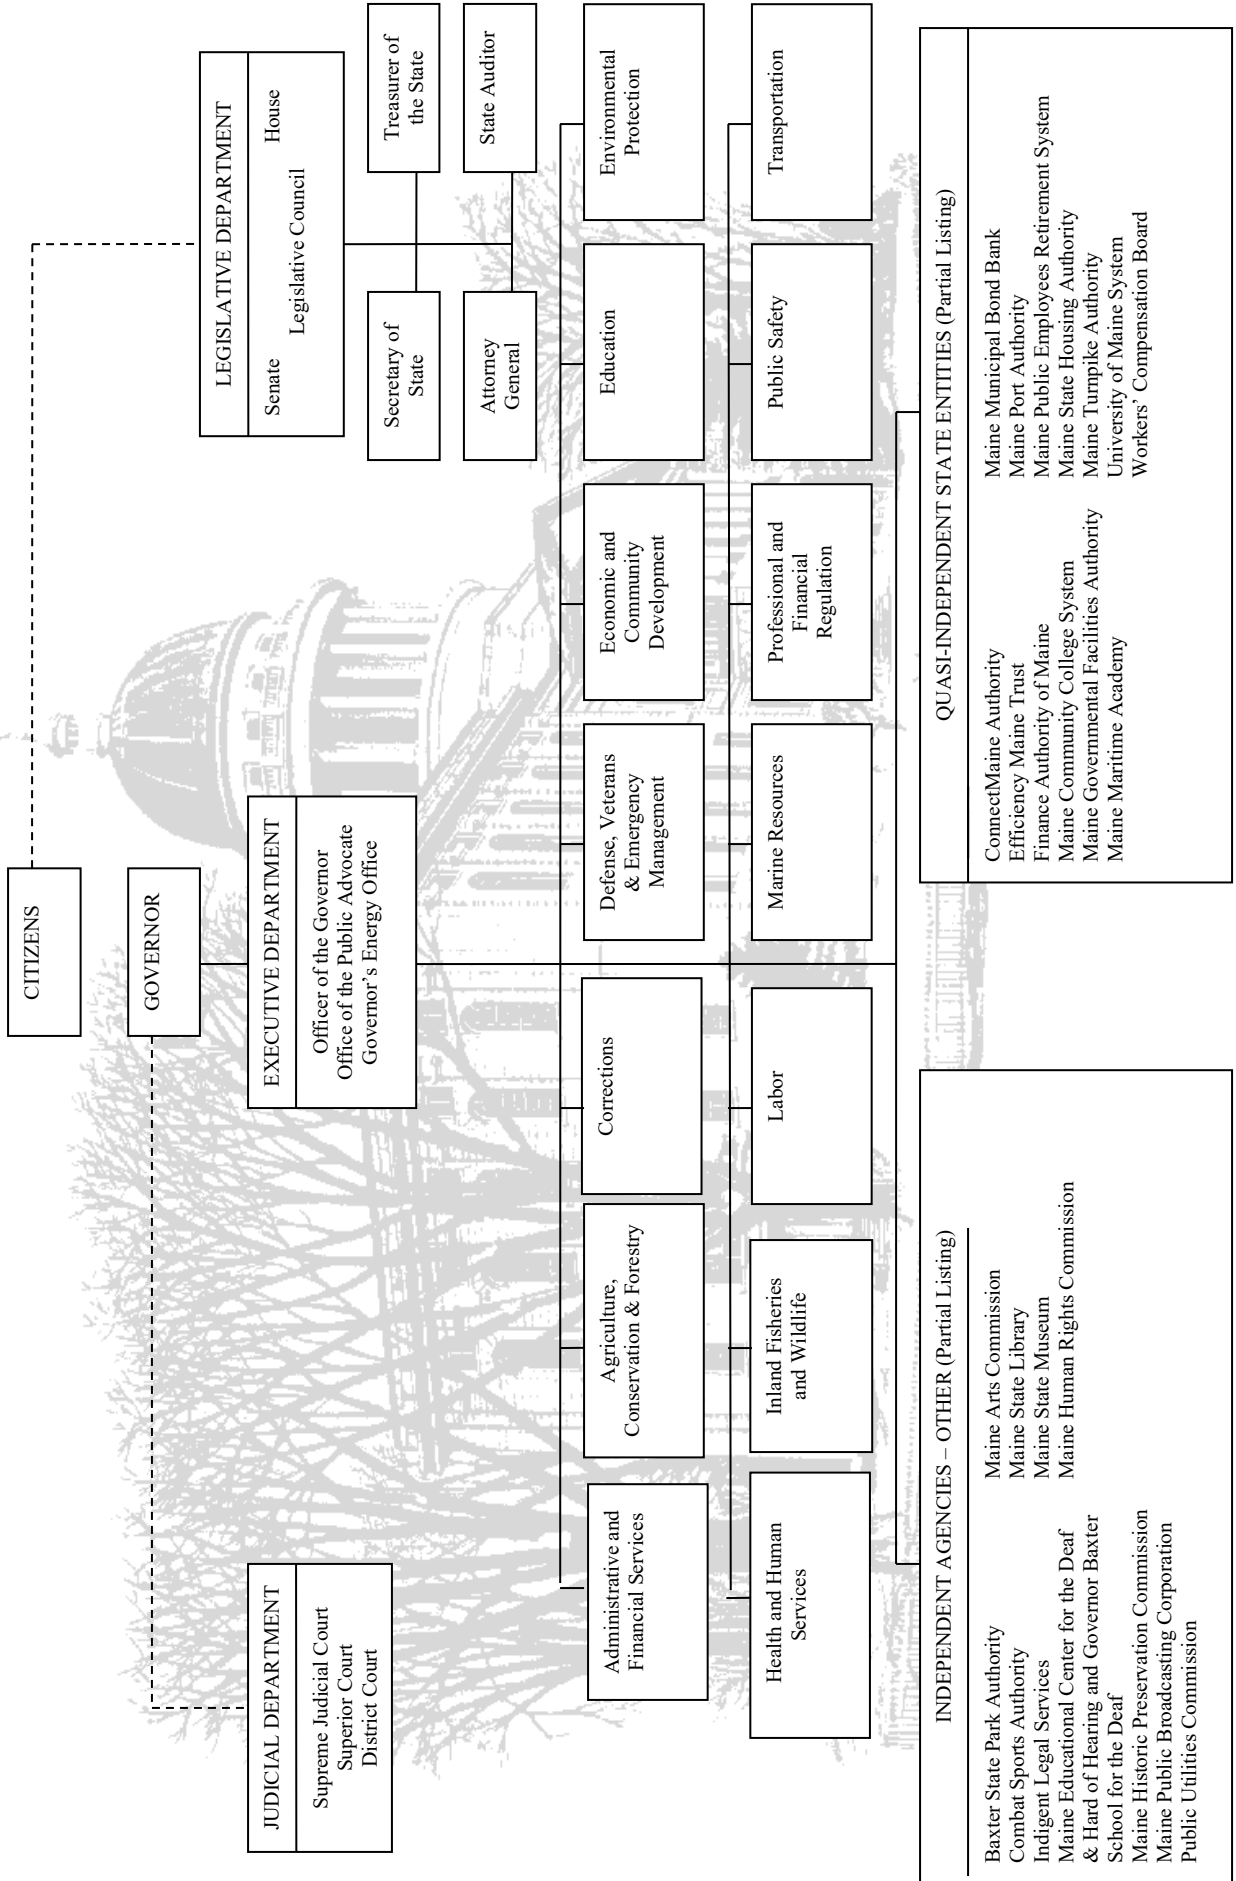 CITIZENS
GOVERNOR
JUDICIAL DEPARTMENT
Supreme Judicial Court
Superior Court
District Court
EXECUTIVE DEPARTMENT
Officer of the Governor
Office of the Public Advocate
Governor's Energy Office
LEGISLATIVE DEPARTMENT
Senate House
Legislative Council
Secretary of
State
Treasurer of
the State
Attorney
General
State Auditor
Administrative and
Financial Services
Agriculture,
Conservation & Forestry
Corrections
Defense, Veterans
& Emergency
Management
Economic and
Community
Development
Education
Environmental
Protection
Health and Human
Services
Inland Fisheries
and Wildlife
Labor
Marine Resources
Professional and
Financial
Regulation
Public Safety
Transportation
INDEPENDENT AGENCIES – OTHER (Partial Listing)
Baxter State Park Authority
Combat Sports Authority
Indigent Legal Services
Maine Educational Center for the Deaf
& Hard of Hearing and Governor Baxter
School for the Deaf
Maine Historic Preservation Commission
Maine Public Broadcasting Corporation
Public Utilities Commission
Maine Arts Commission
Maine State Library
Maine State Museum
Maine Human Rights Commission
QUASI-INDEPENDENT STATE ENTITIES (Partial Listing)
ConnectMaine Authority
Efficiency Maine Trust
Finance Authority of Maine
Maine Community College System
Maine Governmental Facilities Authority
Maine Maritime Academy
Maine Municipal Bond Bank
Maine Port Authority
Maine Public Employees Retirement System
Maine State Housing Authority
Maine Turnpike Authority
University of Maine System
Workers' Compensation Board